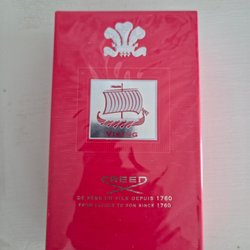 VIKING
CREED
DE PÈRE EN FILS DEPUIS 1760
FROM FATHER TO SON SINCE 1760